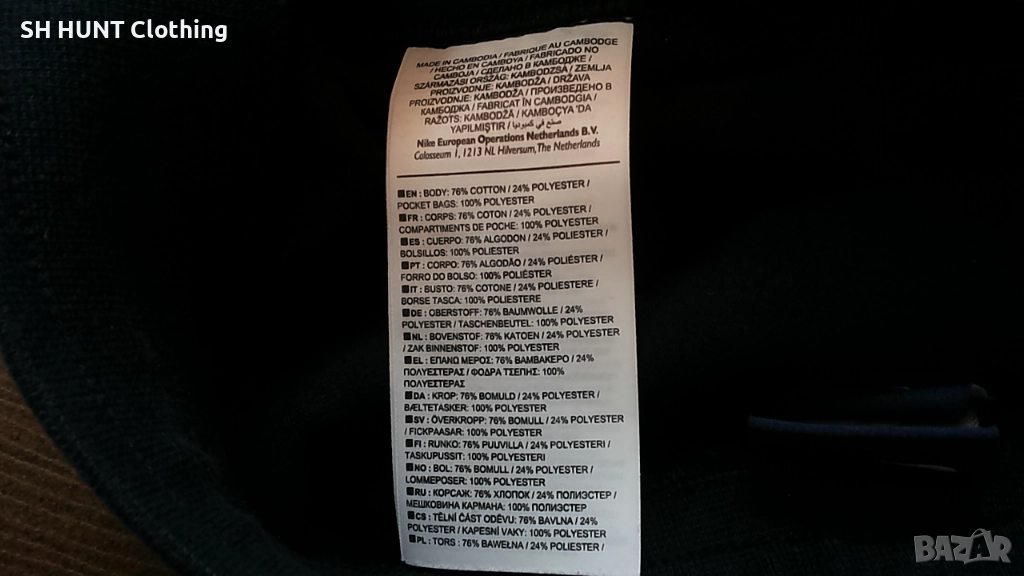 SH HUNT Clothing
MADE IN CAMBODIA / FABRIQUE AU CAMBODGE
/ HECHO EN CAMBOYA / FABRICADO NO
CAMBOJA / СДЕЛАНО В КАМБОДЖЕ /
SZÁRMAZÁSI ORSZÁG: KAMBODZSA / ZEMLJA
PROIZVODNJE: KAMBODŽA / DRŽAVA
PROIZVODNJE: KAMBODŽA / ПРОИЗВЕДЕНО В
КАМБОДЖА / FABRICAT ÎN CAMBODGIA /
RAŽOTS: KAMBODŽĀ / KAMBOÇYA 'DA
YAPILMIŞTIR / صنع في كمبوديا
Nike European Operations Netherlands B.V.
Colosseum 1, 1213 NL Hilversum, The Netherlands
EN : BODY: 76% COTTON / 24% POLYESTER /
POCKET BAGS: 100% POLYESTER
FR : CORPS: 76% COTON / 24% POLYESTER /
COMPARTIMENTS DE POCHE: 100% POLYESTER
ES : CUERPO: 76% ALGODON / 24% POLIESTER /
BOLSILLOS: 100% POLIESTER
PT : CORPO: 76% ALGODÃO / 24% POLIÉSTER /
FORRO DO BOLSO: 100% POLIÉSTER
IT : BUSTO: 76% COTONE / 24% POLIESTERE /
BORSE TASCA: 100% POLIESTERE
DE : OBERSTOFF: 76% BAUMWOLLE / 24%
POLYESTER / TASCHENBEUTEL: 100% POLYESTER
NL : BOVENSTOF: 76% KATOEN / 24% POLYESTER
/ ZAK BINNENSTOF: 100% POLYESTER
EL : ΕΠΑΝΩ ΜΕΡΟΣ: 76% ΒΑΜΒΑΚΕΡΟ / 24%
ΠΟΛΥΕΣΤΕΡΑΣ / ΦΟΔΡΑ ΤΣΕΠΗΣ: 100%
ΠΟΛΥΕΣΤΕΡΑΣ
DA : KROP: 76% BOMULD / 24% POLYESTER /
BÆLTETASKER: 100% POLYESTER
SV : ÖVERKROPP: 76% BOMULL / 24% POLYESTER
/ FICKPAASAR: 100% POLYESTER
FI : RUNKO: 76% PUUVILLA / 24% POLYESTERI /
TASKUPUSSIT: 100% POLYESTERI
NO : BOL: 76% BOMULL / 24% POLYESTER /
LOMMEPOSER: 100% POLYESTER
RU : КОРСАЖ: 76% ХЛОПОК / 24% ПОЛИЭСТЕР /
МЕШКОВИНА КАРМАНА: 100% ПОЛИЭСТЕР
CS : TĚLNÍ ČÁST ODĚVU: 76% BAVLNA / 24%
POLYESTER / KAPESNÍ VAKY: 100% POLYESTER
PL : TORS : 76% BAWEŁNA / 24% POLIESTER /
BAZAR